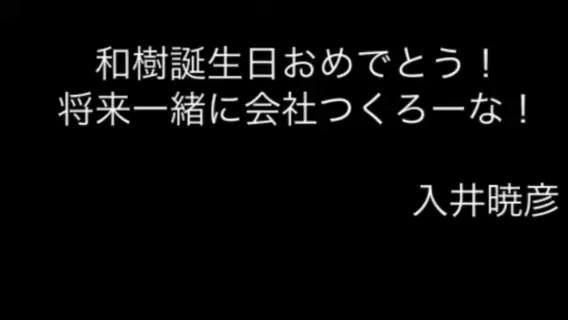 和樹誕生日おめでとう！
将来一緒に会社つくろーな！
入井暁彦